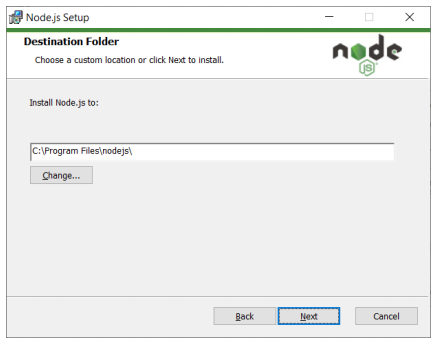 Node.js Setup
Destination Folder
Choose a custom location or click Next to install.
node
JS
Install Node.js to:
C:\Program Files\nodejs\
Change...
Back
Next
Cancel